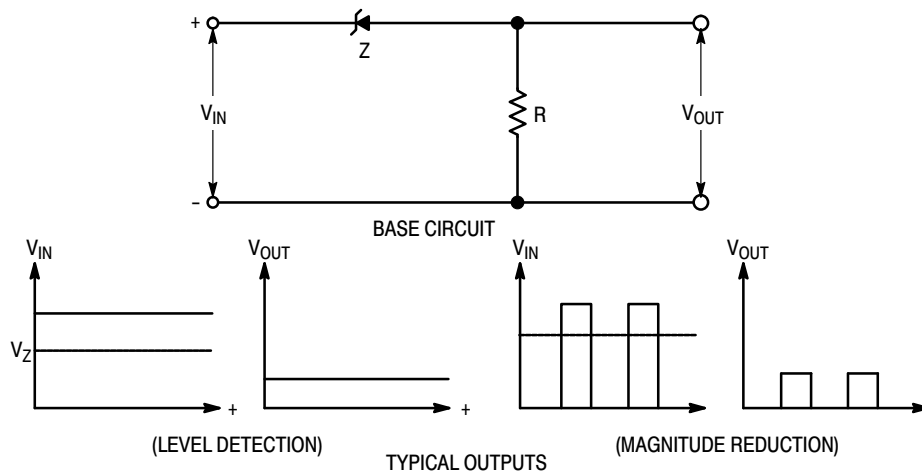 +
Z
V_IN
R
V_OUT
–
BASE CIRCUIT
V_IN
V_OUT
V_IN
V_OUT
V_Z
+
+
(LEVEL DETECTION)
(MAGNITUDE REDUCTION)
TYPICAL OUTPUTS